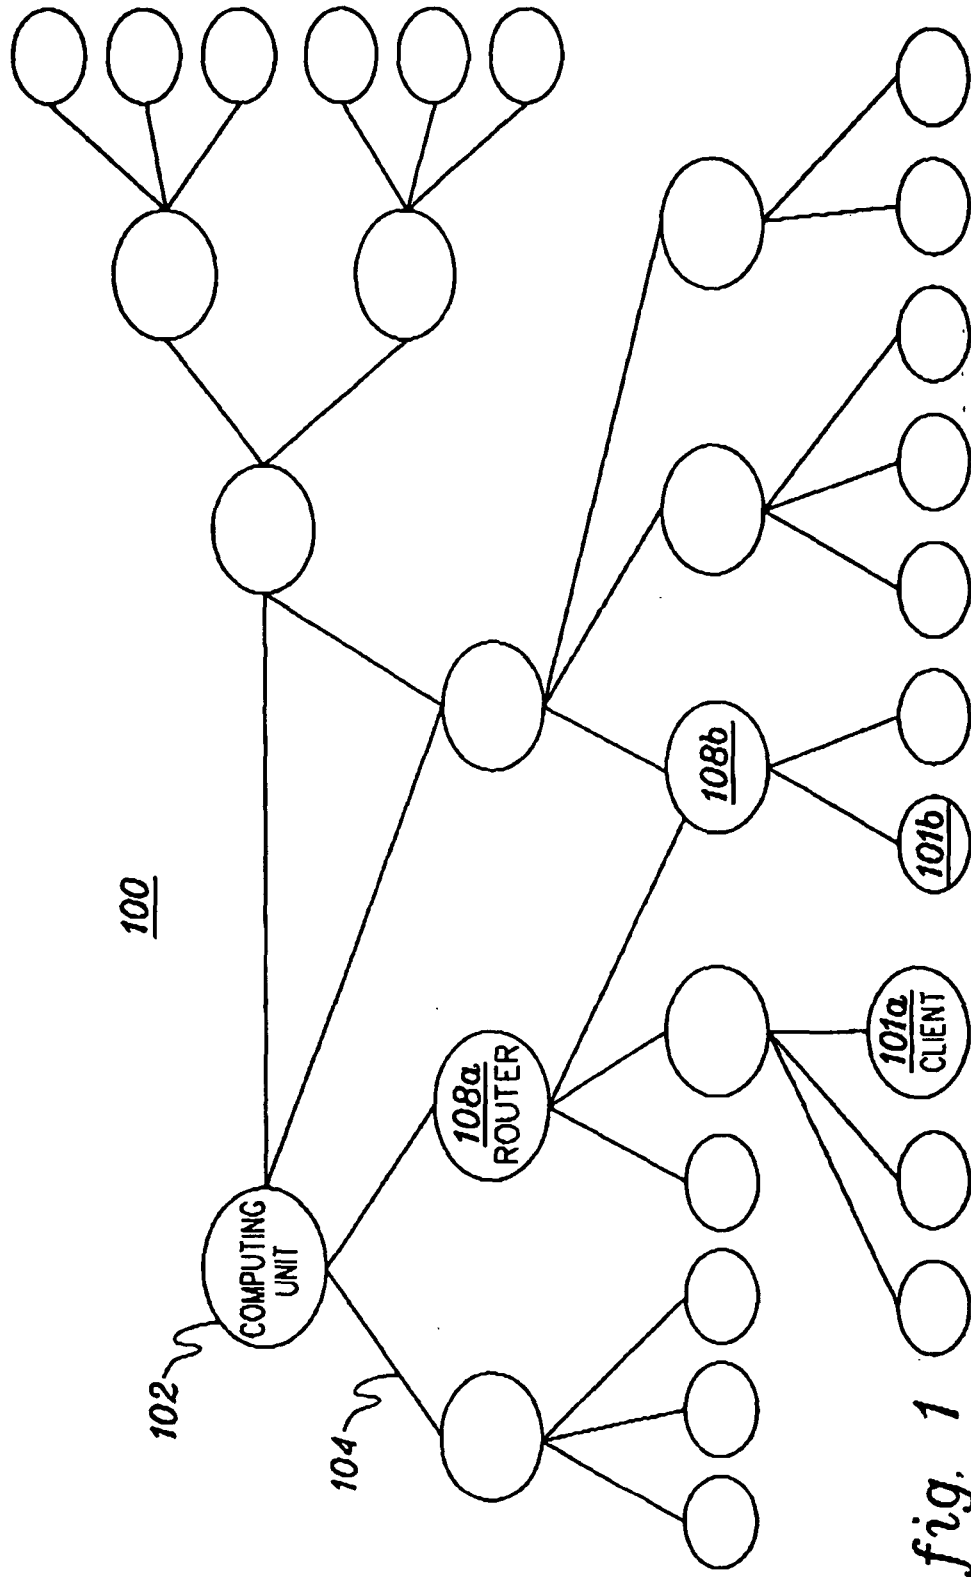 100
102
COMPUTING
UNIT
104
108a
ROUTER
108b
101a
CLIENT
101b
fig. 1